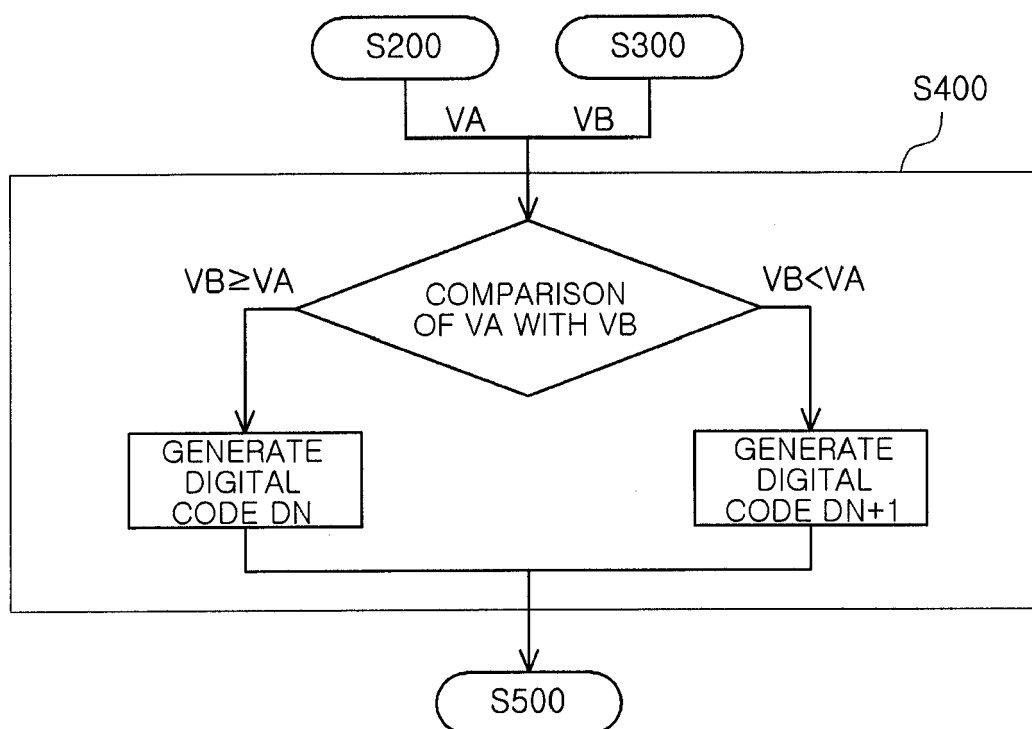 S200
S300
S400
VA
VB
VB≥VA
VB<VA
COMPARISON
OF VA WITH VB
GENERATE
DIGITAL
CODE DN
GENERATE
DIGITAL
CODE DN+1
S500